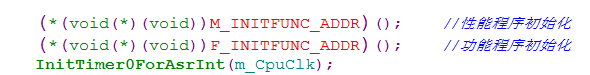 (*(void(*)(void))M_INITFUNC_ADDR)(); //性能程序初始化
(*(void(*)(void))F_INITFUNC_ADDR)(); //功能程序初始化
InitTimer0ForAsrInt(m_CpuClk);